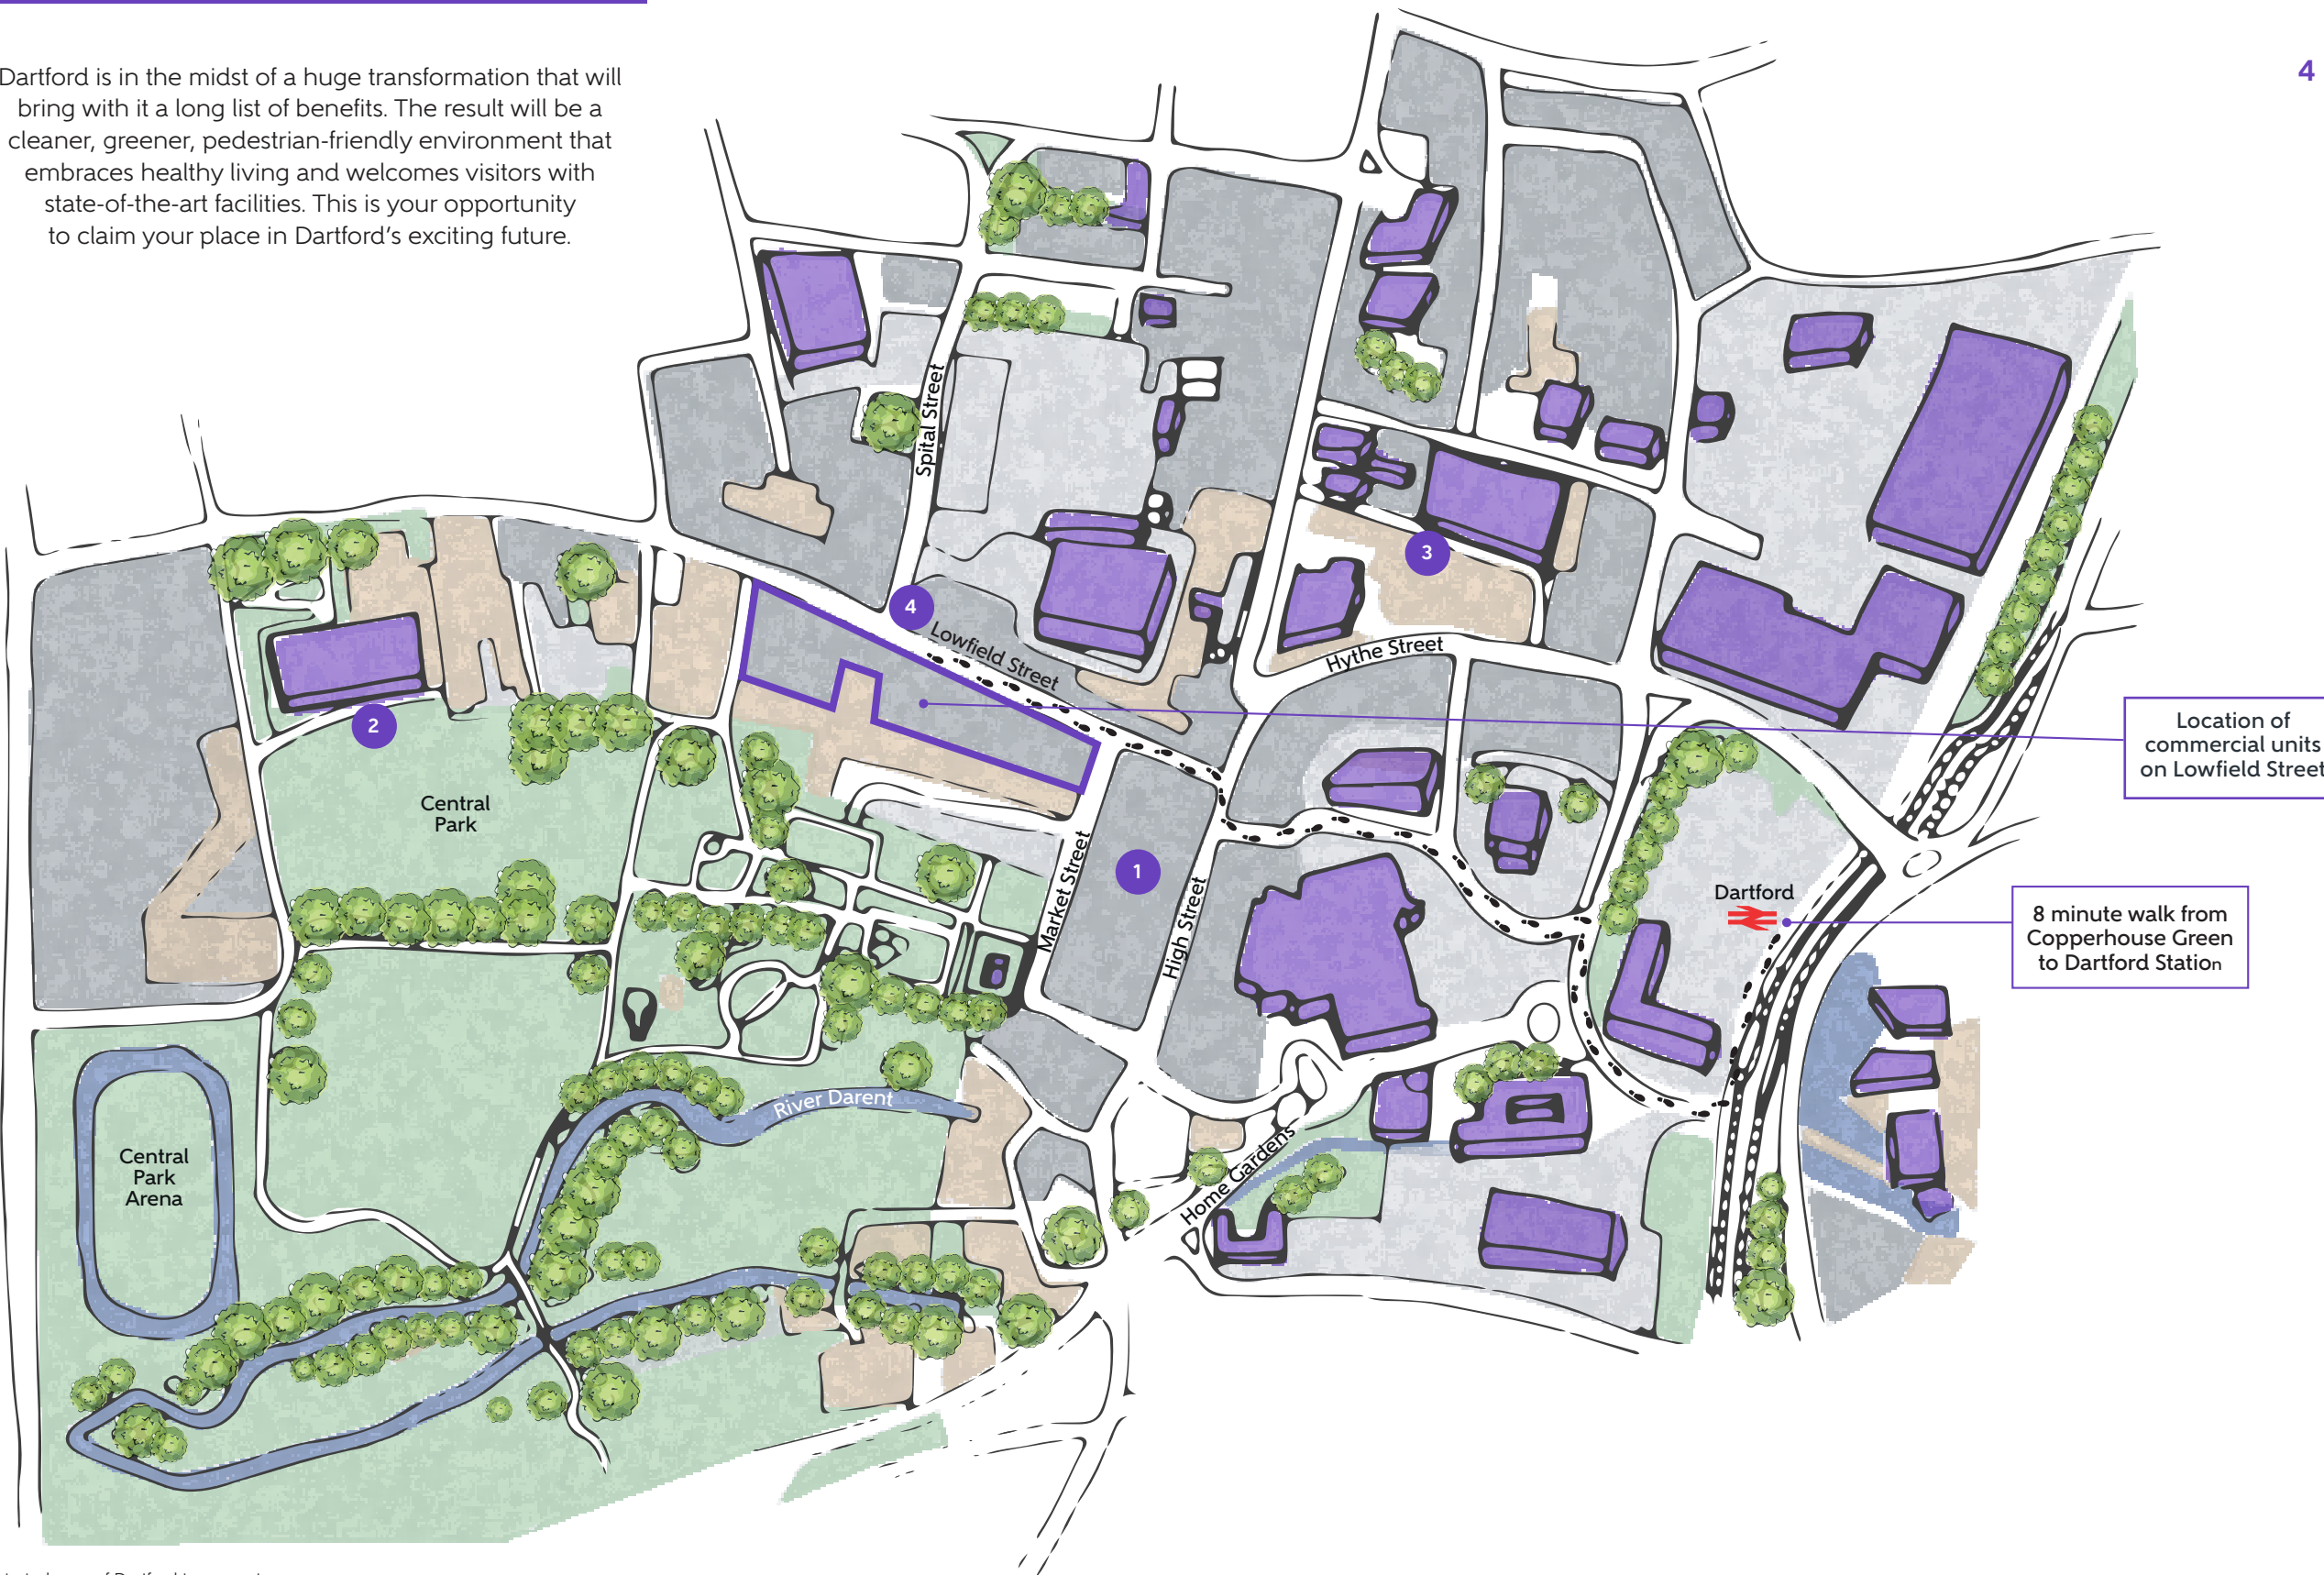 Dartford is in the midst of a huge transformation that will
bring with it a long list of benefits. The result will be a
cleaner, greener, pedestrian-friendly environment that
embraces healthy living and welcomes visitors with
state-of-the-art facilities. This is your opportunity
to claim your place in Dartford's exciting future.
4
Spital Street
3
4
Lowfield Street
Hythe Street
2
Location of
commercial units
on Lowfield Street
Central
Park
Market Street
1
High Street
Dartford
8 minute walk from
Copperhouse Green
to Dartford Station
River Darent
Central
Park
Arena
Home Gardens